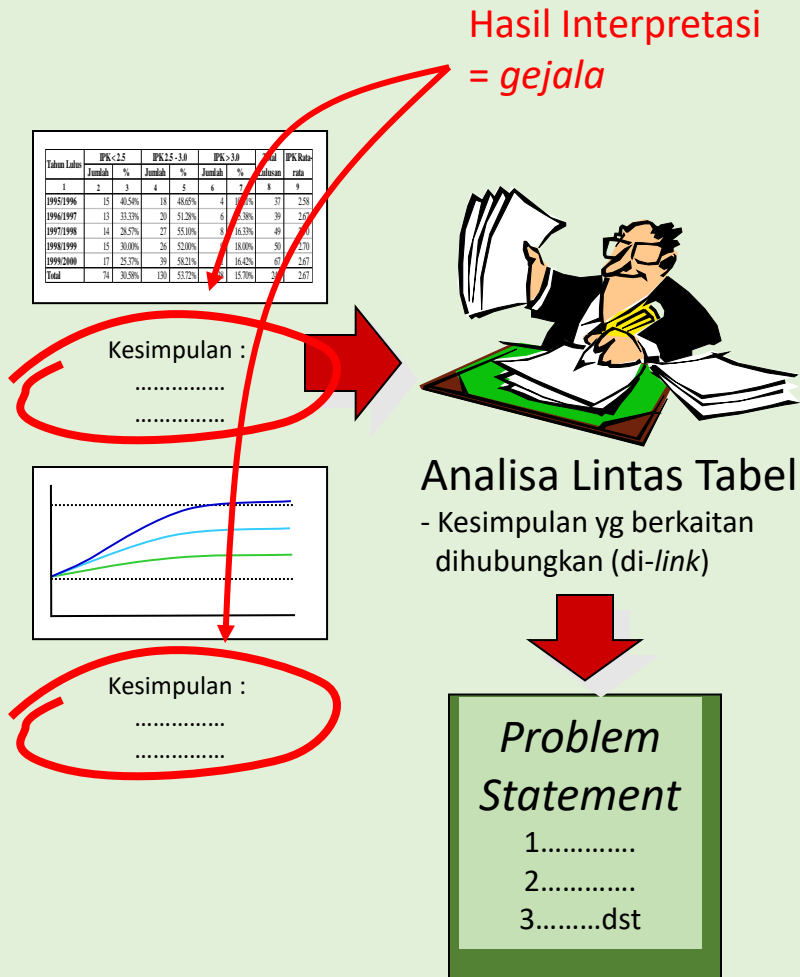 Hasil Interpretasi
= gejala
Tahun Lulus IPK < 2.5 IPK 2.5 - 3.0 IPK > 3.0 IPK Rata-
Jumlah % Jumlah % Jumlah % rata
1 2 3 4 5 6 7 8 9
1995/1996 15 40.54% 18 48.65% 4 37 2.58
1996/1997 13 33.33% 20 51.28% 6 39
1997/1998 14 28.57% 27 55.10% 8 16.33% 49
1998/1999 15 30.00% 26 52.00% 18.00% 50 2.70
1999/2000 17 25.37% 39 58.21% 16.42% 67 2.67
Total 74 30.58% 130 53.72% 15.70% 2.67
Kesimpulan :
……………
……………
Kesimpulan :
……………
……………
Analisa Lintas Tabel
- Kesimpulan yg berkaitan
dihubungkan (di-link)
Problem
Statement
1………….
2………….
3………dst